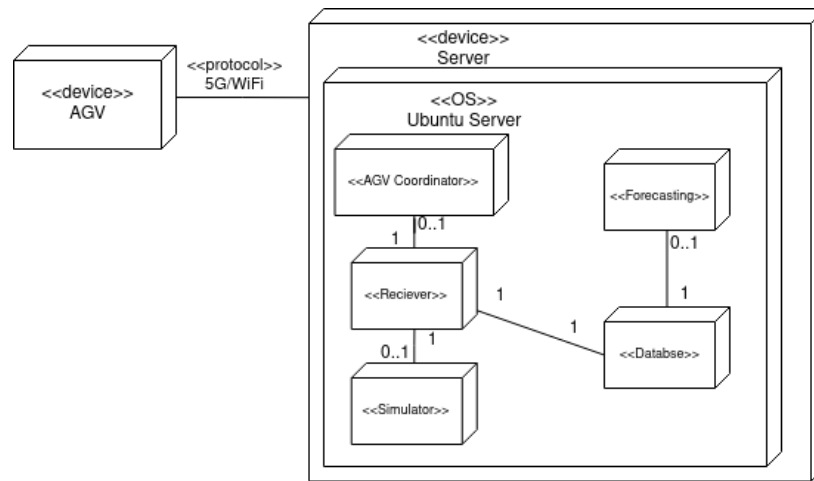 <<device>>
AGV
<<protocol>>
5G/WiFi
<<device>>
Server
<<OS>>
Ubuntu Server
<<AGV Coordinator>>
<<Forecasting>>
0..1
1
0..1
<<Reciever>>
1
1
1
1
0..1
<<Databse>>
<<Simulator>>